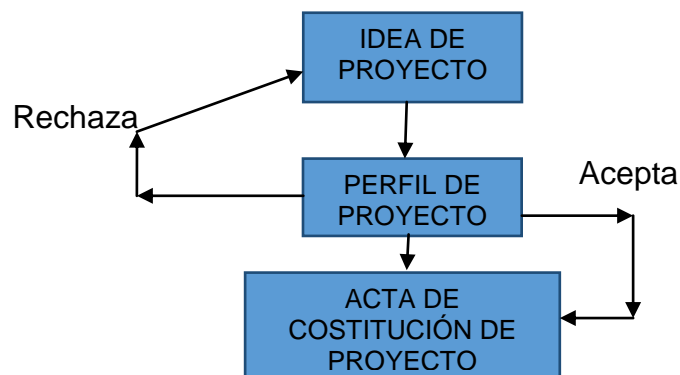 IDEA DE
PROYECTO
Rechaza
PERFIL DE
PROYECTO
Acepta
ACTA DE
COSTITUCIÓN DE
PROYECTO